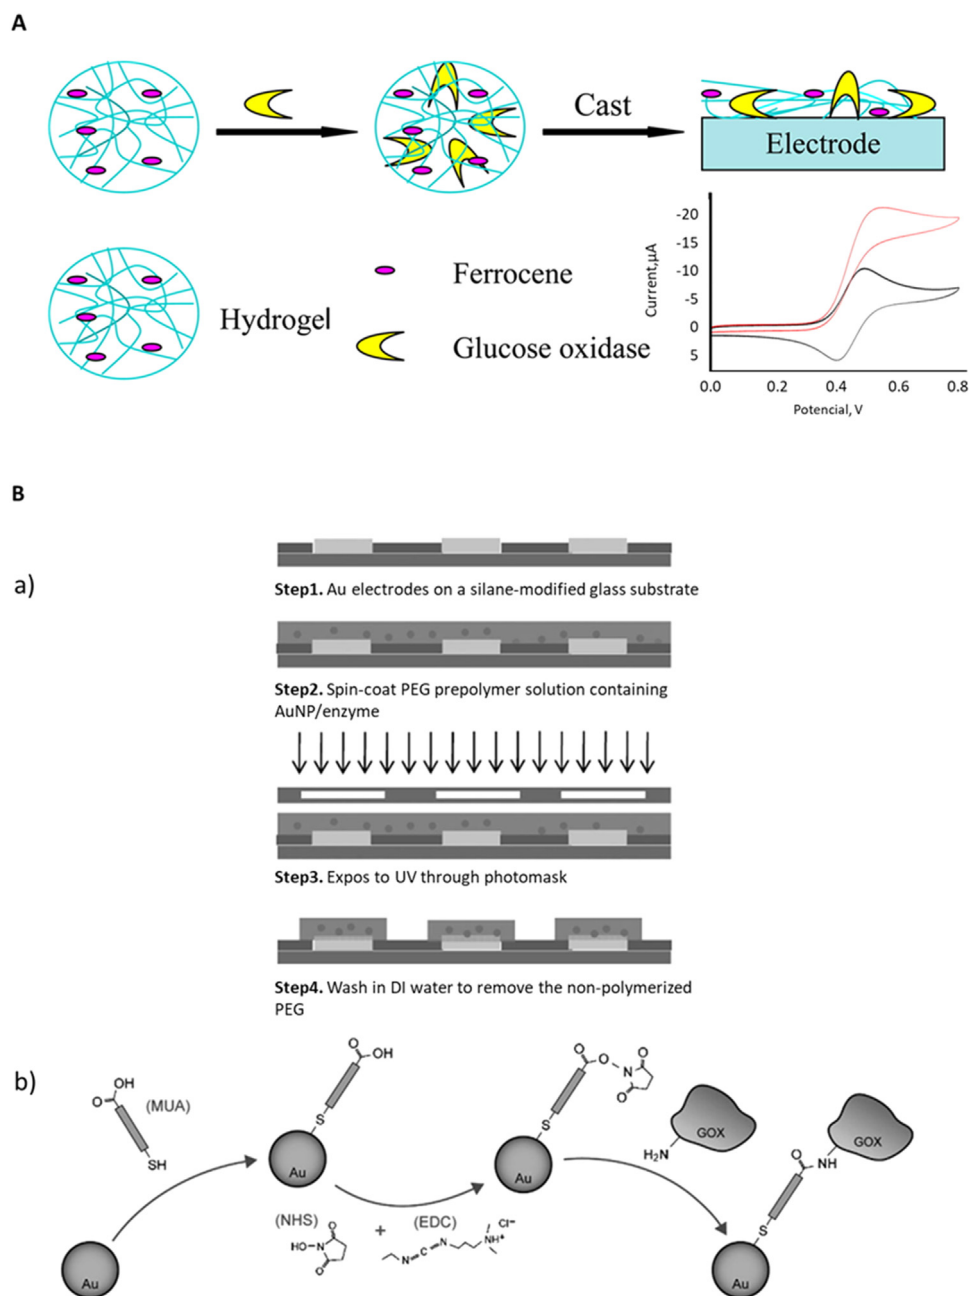 A
Cast
Electrode
Hydrogel
Ferrocene
Glucose oxidase
Current,µA
-20
-15
-10
-5
0
5
0.0 0.2 0.4 0.6 0.8
Potencial, V
B
a)
Step1. Au electrodes on a silane-modified glass substrate
Step2. Spin-coat PEG prepolymer solution containing
AuNP/enzyme
Step3. Expos to UV through photomask
Step4. Wash in DI water to remove the non-polymerized
PEG
b)
OH
O
(MUA)
SH
Au
O
OH
S
Au
(NHS)
O
HO-N
O
+
(EDC)
N=C=N
NH+
Cl−
O
O
O
N
O
S
Au
GOX
H2N
GOX
O
NH
S
Au